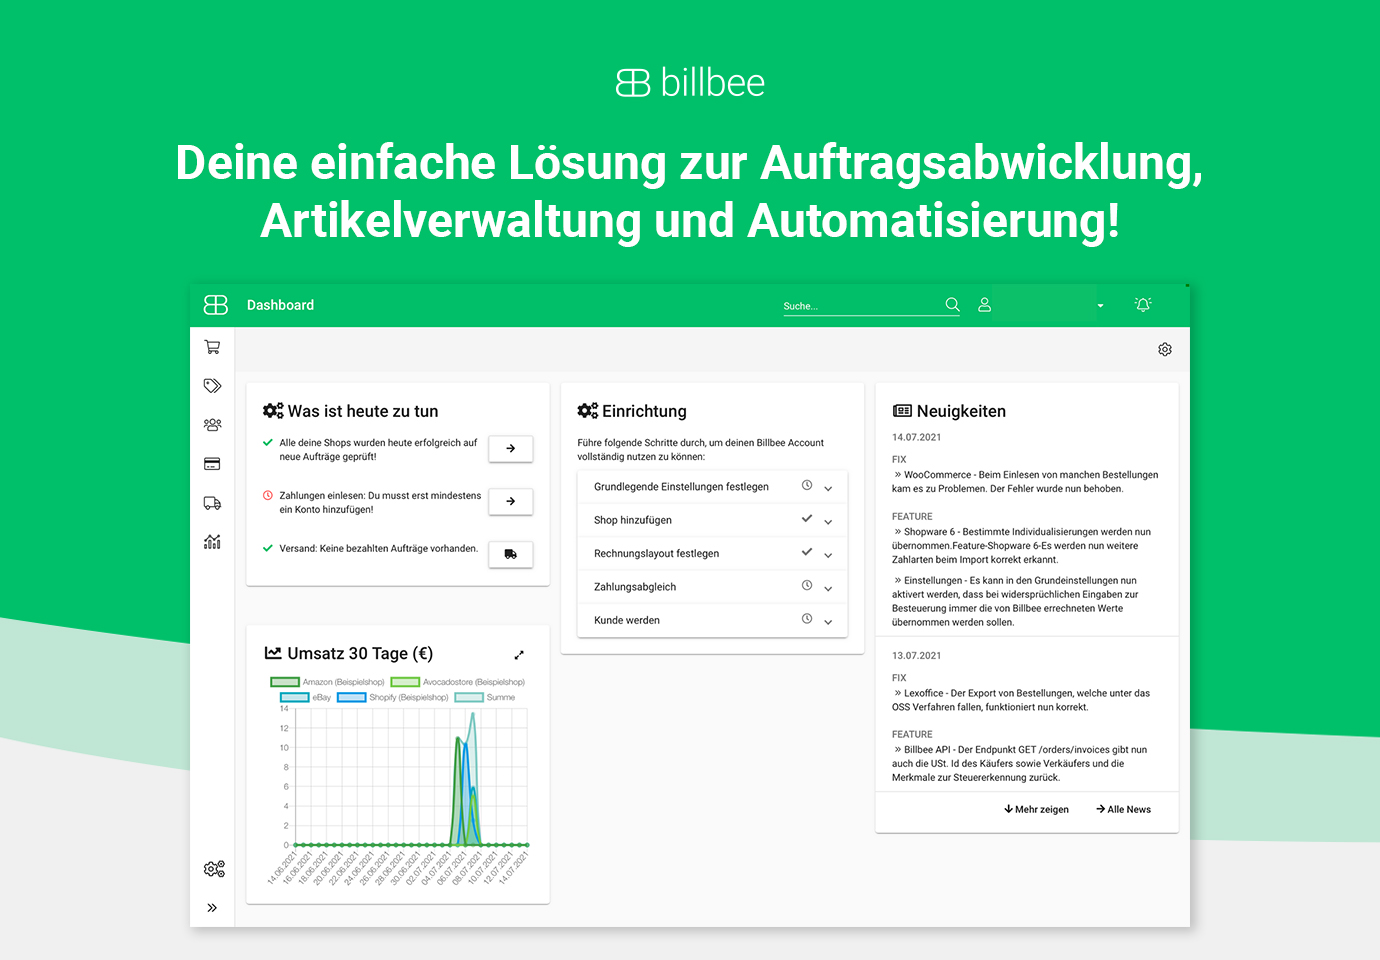 billbee
Deine einfache Lösung zur Auftragsabwicklung,
Artikelverwaltung und Automatisierung!
Dashboard
Suche...
Was ist heute zu tun
Alle deine Shops wurden heute erfolgreich auf
neue Aufträge geprüft!
Zahlungen einlesen: Du musst erst mindestens
ein Konto hinzufügen!
Versand: Keine bezahlten Aufträge vorhanden.
Umsatz 30 Tage (€)
Amazon (Beispielshop) Avocadostore (Beispielshop)
eBay Shopify (Beispielshop) Summe
14
12
10
8
6
4
2
0
14.06.2021 16.06.2021 18.06.2021 20.06.2021 22.06.2021 24.06.2021 26.06.2021 28.06.2021 30.06.2021 02.07.2021 04.07.2021 06.07.2021 08.07.2021 10.07.2021 12.07.2021 14.07.2021
Einrichtung
Führe folgende Schritte durch, um deinen Billbee Account
vollständig nutzen zu können:
Grundlegende Einstellungen festlegen
Shop hinzufügen
Rechnungslayout festlegen
Zahlungsabgleich
Kunde werden
Neuigkeiten
14.07.2021
FIX
» WooCommerce - Beim Einlesen von manchen Bestellungen
kam es zu Problemen. Der Fehler wurde nun behoben.
FEATURE
» Shopware 6 - Bestimmte Individualisierungen werden nun
übernommen.Feature-Shopware 6-Es werden nun weitere
Zahlarten beim Import korrekt erkannt.
» Einstellungen - Es kann in den Grundeinstellungen nun
aktivert werden, dass bei widersprüchlichen Eingaben zur
Besteuerung immer die von Billbee errechneten Werte
übernommen werden sollen.
13.07.2021
FIX
» Lexoffice - Der Export von Bestellungen, welche unter das
OSS Verfahren fallen, funktioniert nun korrekt.
FEATURE
» Billbee API - Der Endpunkt GET /orders/invoices gibt nun
auch die USt. Id des Käufers sowie Verkäufers und die
Merkmale zur Steuererkennung zurück.
Mehr zeigen Alle News